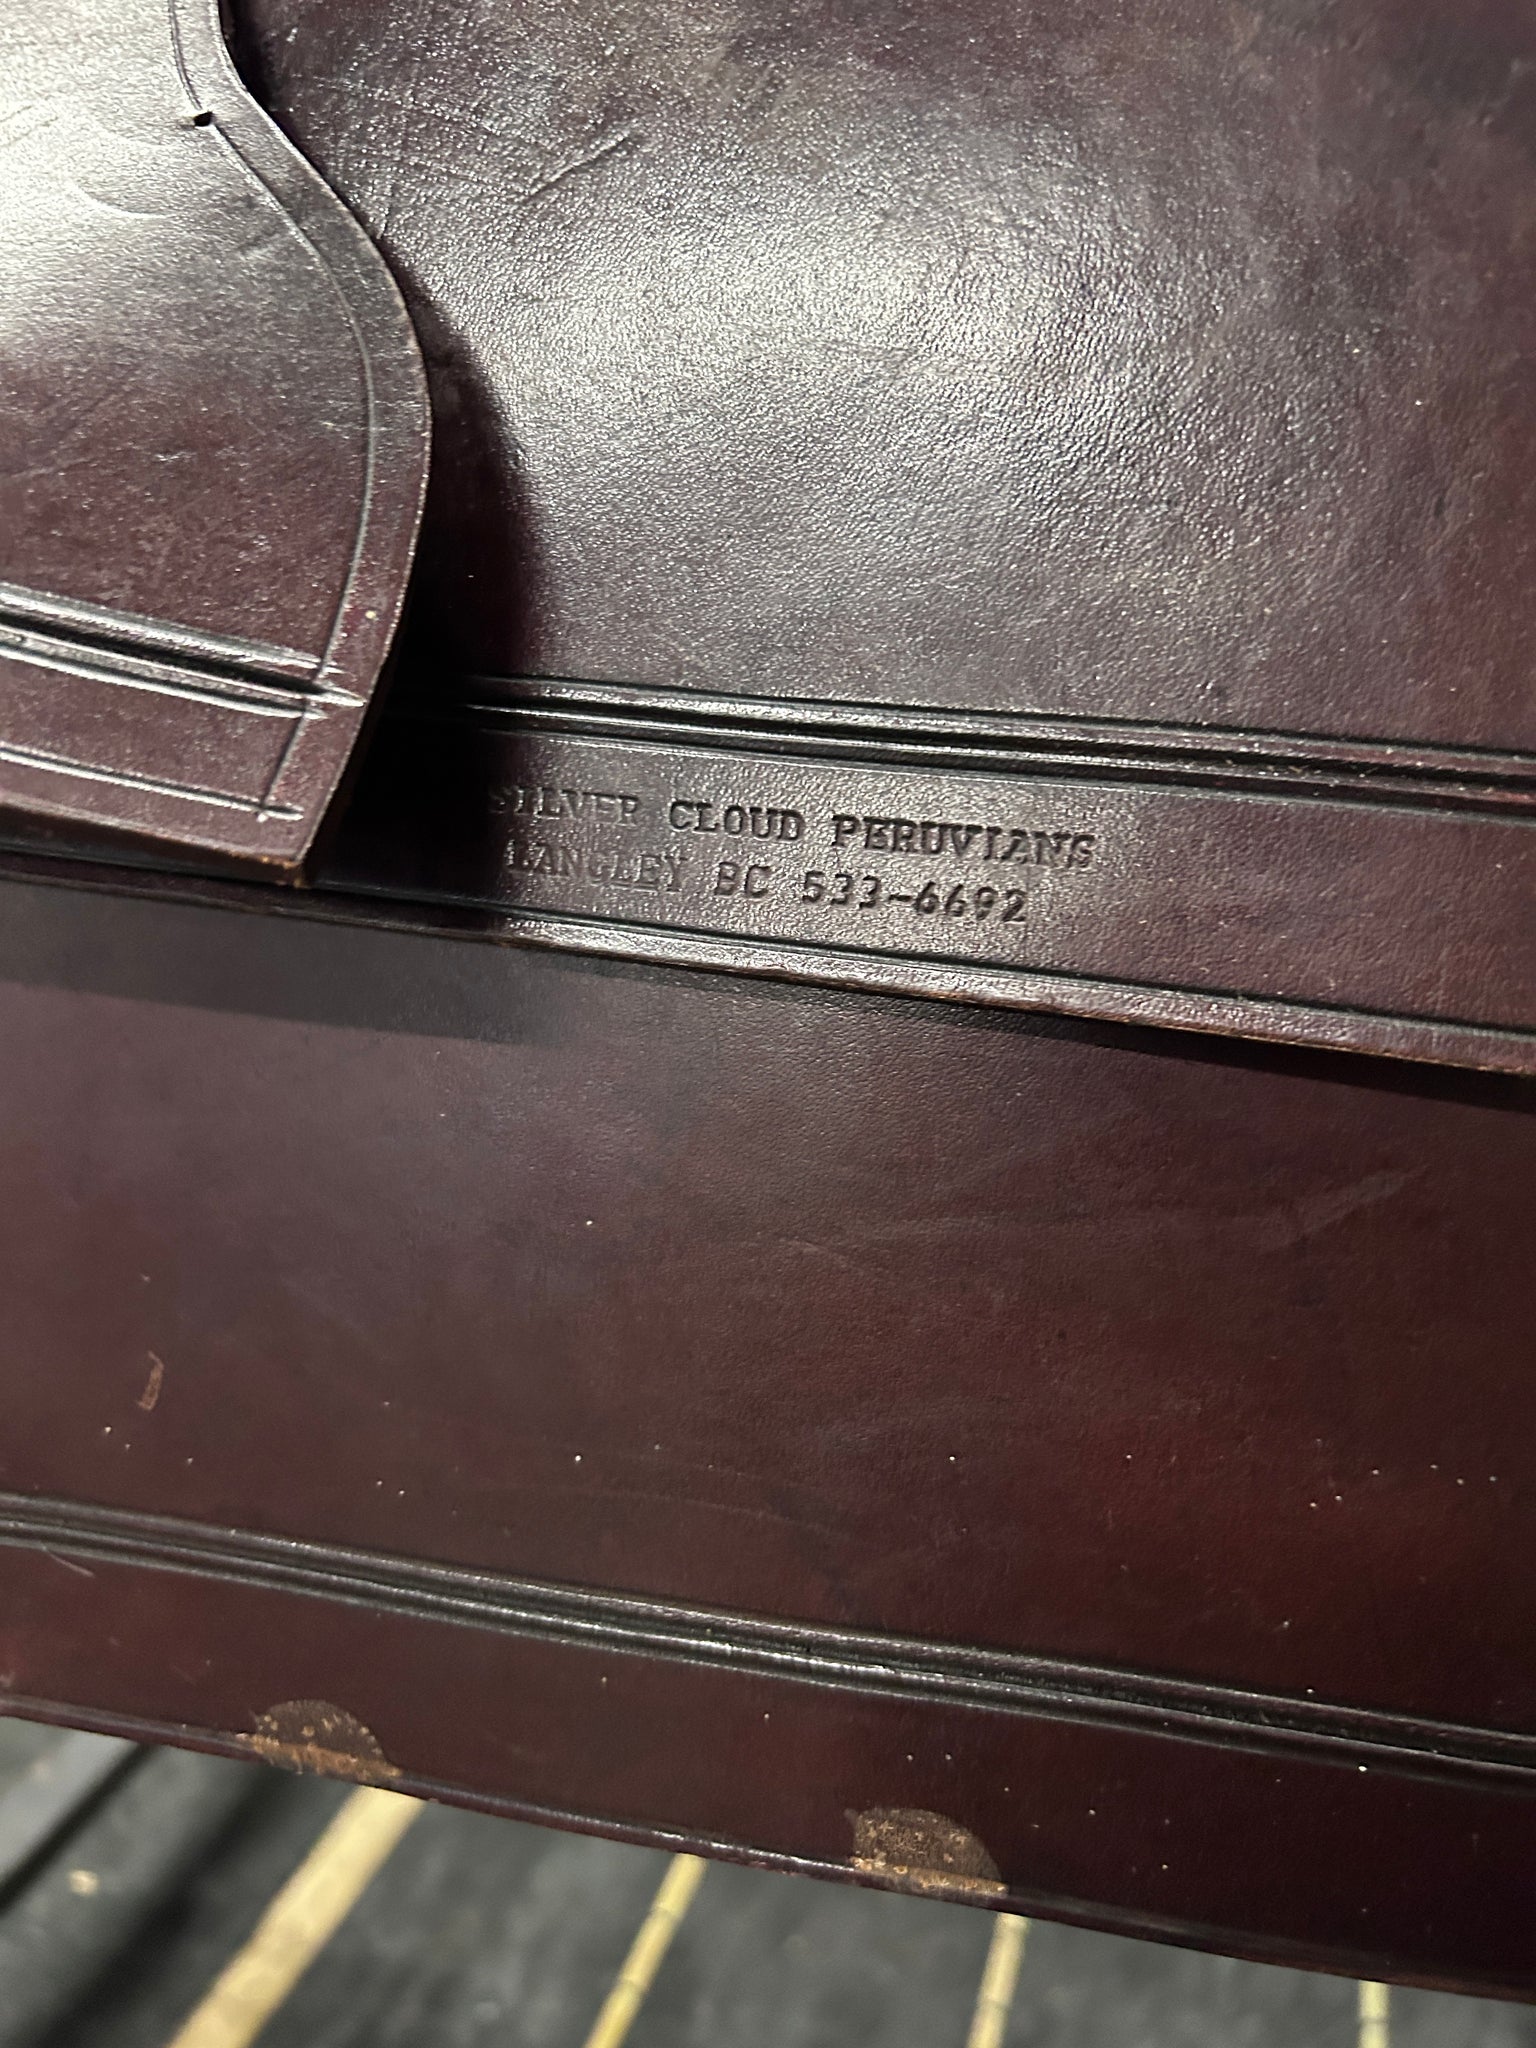 SILVER CLOUD PERUVIANS
LANGLEY BC 533-6692